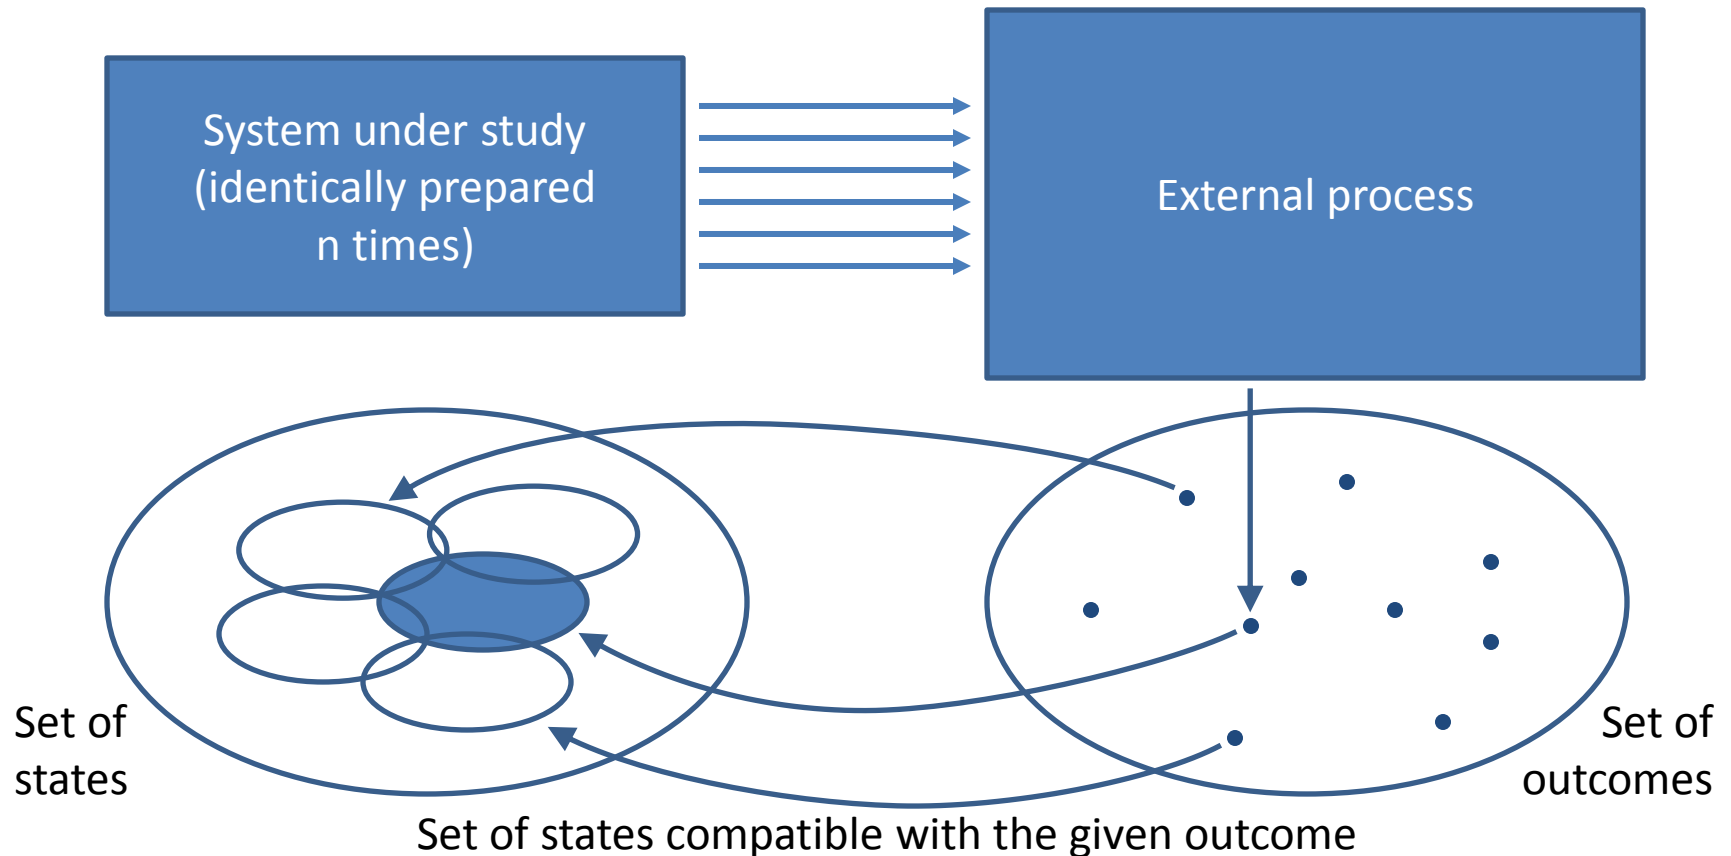 System under study
(identically prepared
n times)
External process
Set of
states
Set of
outcomes
Set of states compatible with the given outcome